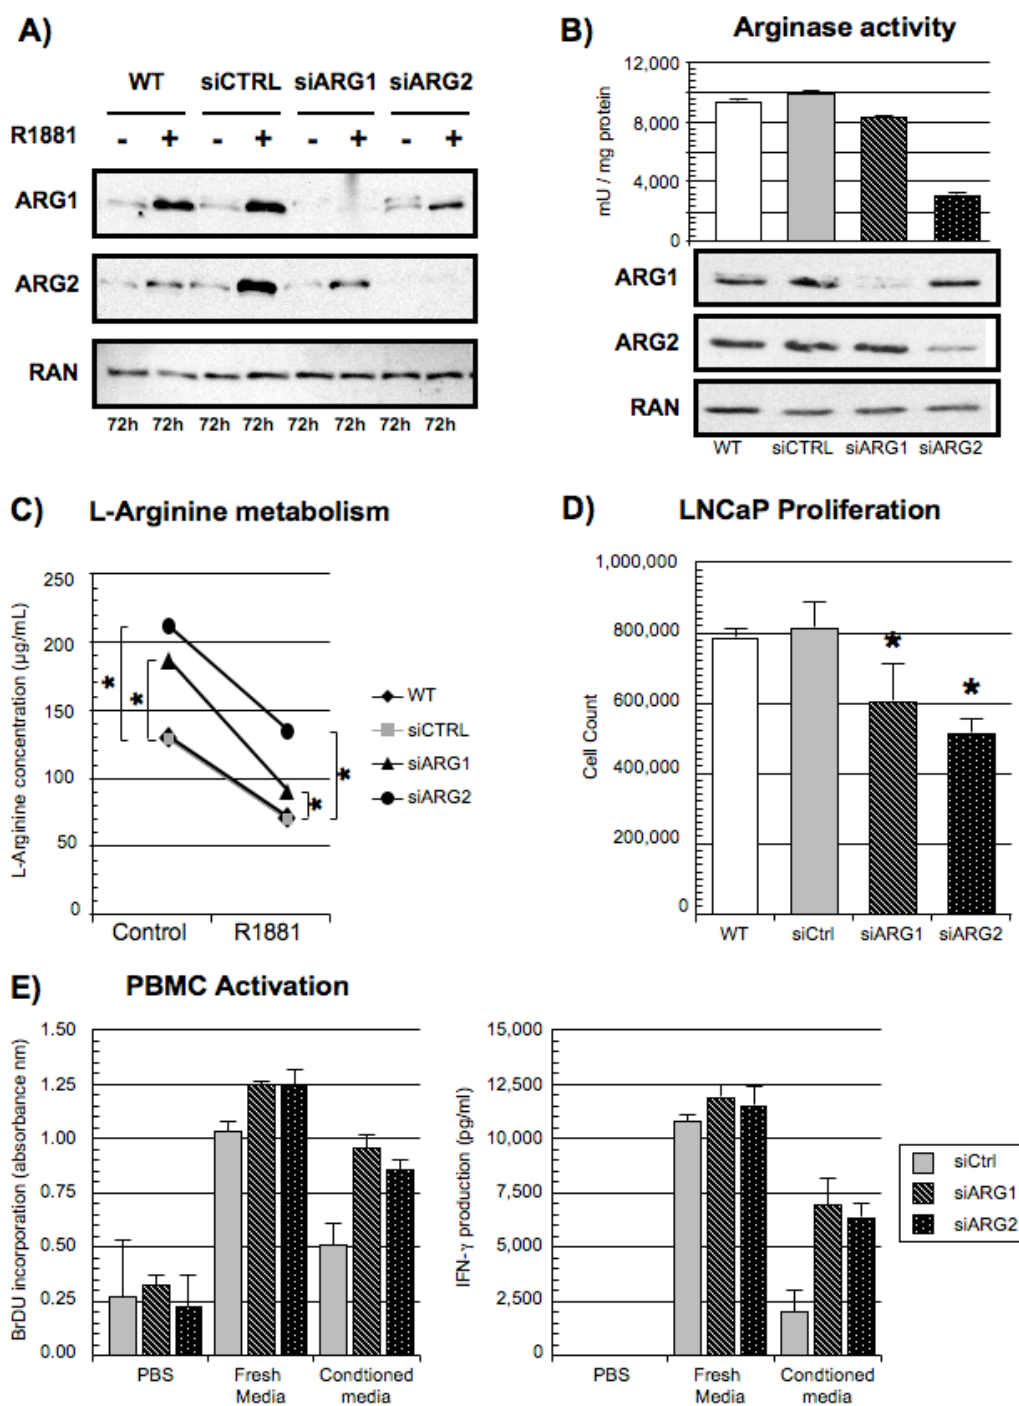 A)
WT siCTRL siARG1 siARG2
R1881 - + - + - + - +
ARG1
ARG2
RAN
72h 72h 72h 72h 72h 72h 72h 72h
B) Arginase activity
mU / mg protein
12,000
8,000
4,000
0
ARG1
ARG2
RAN
WT siCTRL siARG1 siARG2
C) L-Arginine metabolism
L-Arginine concentration (µg/mL)
250
200
150
100
50
0
* * * *
Control R1881
WT
siCTRL
siARG1
siARG2
D) LNCaP Proliferation
Cell Count
1,000,000
800,000
600,000
400,000
200,000
0
* *
WT siCtrl siARG1 siARG2
E) PBMC Activation
BrDU incorporation (absorbance nm)
1.50
1.25
1.00
0.75
0.50
0.25
0.00
PBS Fresh Condtioned
Media media
IFN-γ production (pg/ml)
15,000
12,500
10,000
7,500
5,000
2,500
0
PBS Fresh Condtioned
Media media
siCtrl
siARG1
siARG2